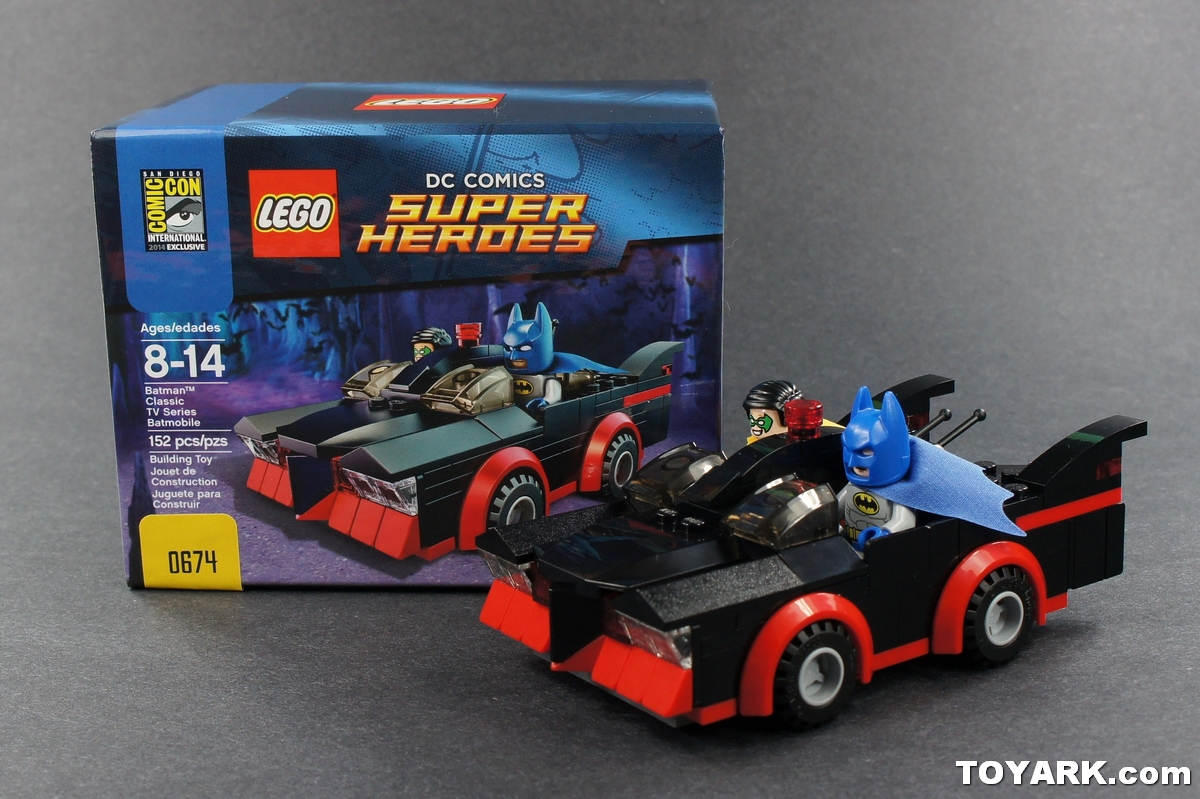 LEGO
SAN DIEGO
COMIC CON
INTERNATIONAL
2014 EXCLUSIVE
LEGO
DC COMICS
SUPER
HEROES
Ages/edades
8-14
Batman™
Classic
TV Series
Batmobile
152 pcs/pzs
Building Toy
Jouet de
Construction
Juguete para
Construir
0674
TOYARK.com